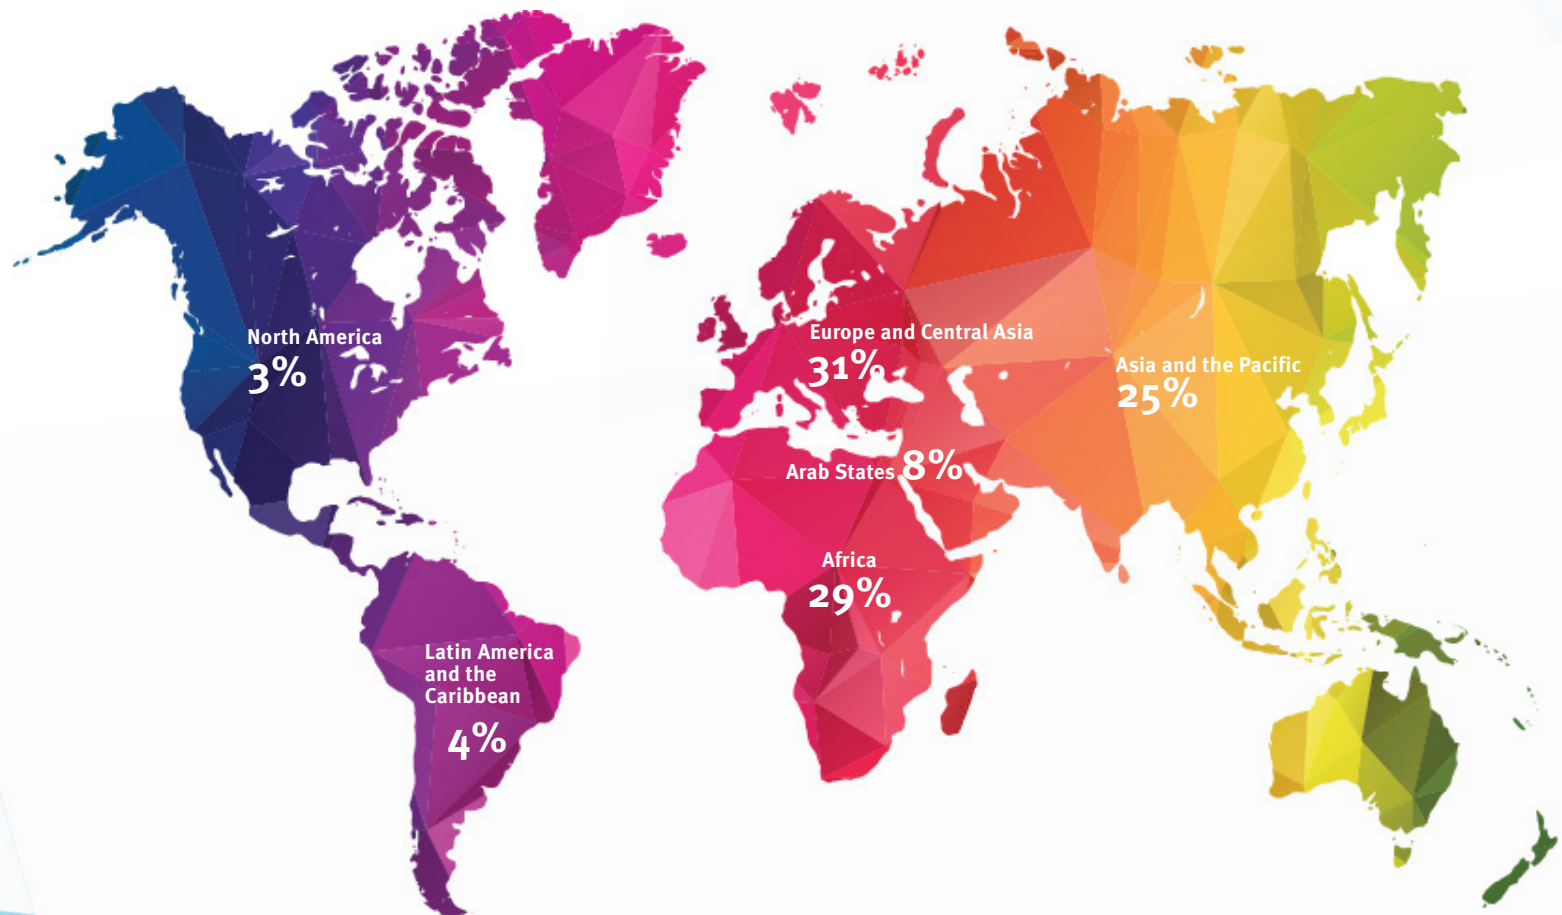 North America
3%
Europe and Central Asia
31%
Asia and the Pacific
25%
Arab States 8%
Africa
29%
Latin America
and the
Caribbean
4%